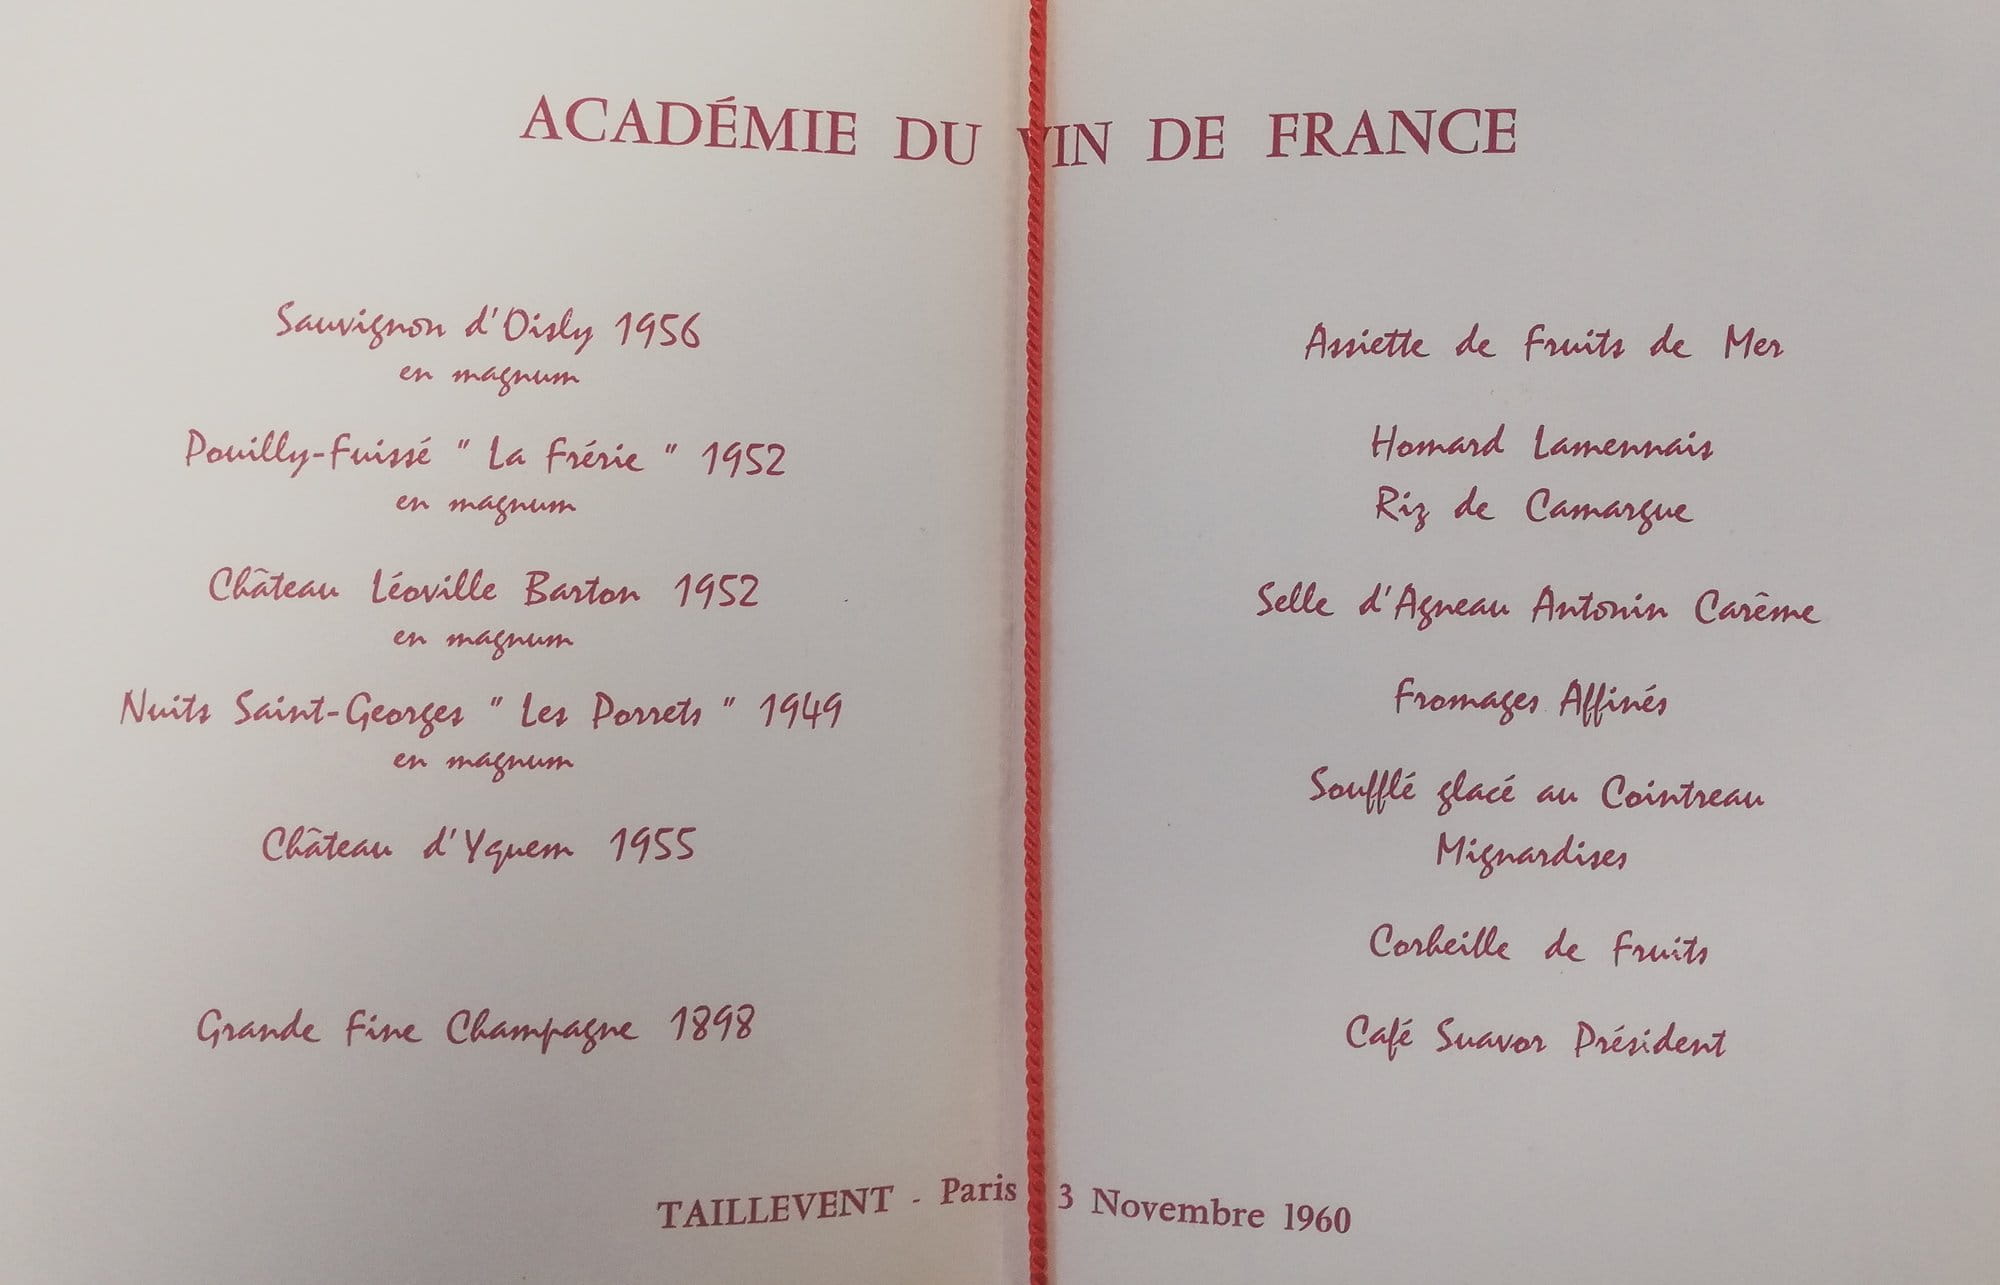 ACADÉMIE DU VIN DE FRANCE
Sauvignon d'Oisly 1956
en magnum
Pouilly-Fuissé " La Frérie " 1952
en magnum
Château Léoville Barton 1952
en magnum
Nuits Saint-Georges " Les Porrets " 1949
en magnum
Château d'Yquem 1955
Grande Fine Champagne 1898
Assiette de Fruits de Mer
Homard Lamennais
Riz de Camargue
Selle d'Agneau Antonin Carême
Fromages Affinés
Soufflé glacé au Cointreau
Mignardises
Corbeille de Fruits
Café Suavor Président
TAILLEVENT - Paris 3 Novembre 1960